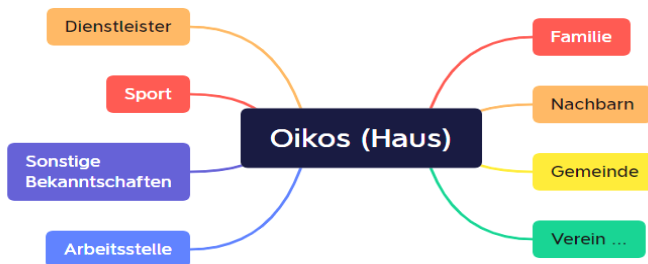 Dienstleister
Sport
Sonstige
Bekanntschaften
Arbeitsstelle
Oikos (Haus)
Familie
Nachbarn
Gemeinde
Verein ...